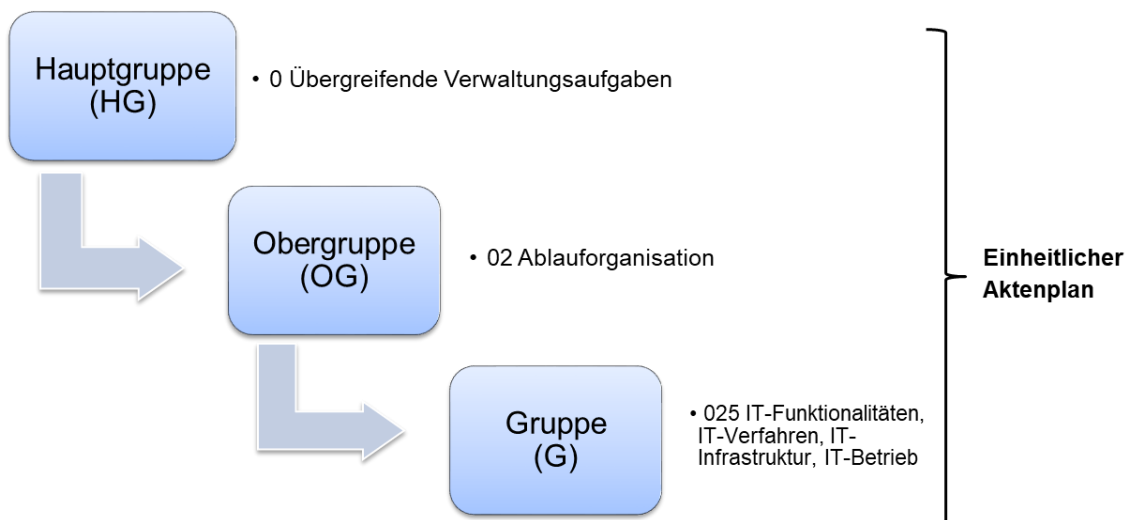 Hauptgruppe
(HG)
• 0 Übergreifende Verwaltungsaufgaben
Obergruppe
(OG)
• 02 Ablauforganisation
Einheitlicher
Aktenplan
Gruppe
(G)
• 025 IT-Funktionalitäten,
IT-Verfahren, IT-
Infrastruktur, IT-Betrieb